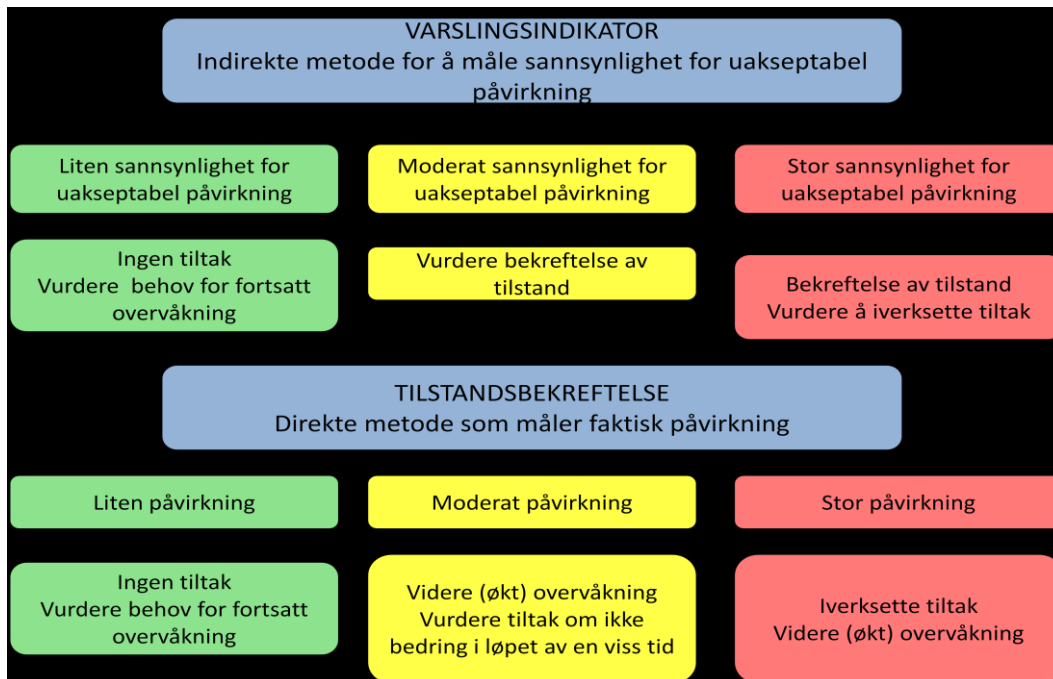 VARSLINGSINDIKATOR
Indirekte metode for å måle sannsynlighet for uakseptabel
påvirkning
Liten sannsynlighet for
uakseptabel påvirkning
Moderat sannsynlighet for
uakseptabel påvirkning
Stor sannsynlighet for
uakseptabel påvirkning
Ingen tiltak
Vurdere behov for fortsatt
overvåkning
Vurdere bekreftelse av
tilstand
Bekreftelse av tilstand
Vurdere å iverksette tiltak
TILSTANDSBEKREFTELSE
Direkte metode som måler faktisk påvirkning
Liten påvirkning
Moderat påvirkning
Stor påvirkning
Ingen tiltak
Vurdere behov for fortsatt
overvåkning
Videre (økt) overvåkning
Vurdere tiltak om ikke
bedring i løpet av en viss tid
Iverksette tiltak
Videre (økt) overvåkning